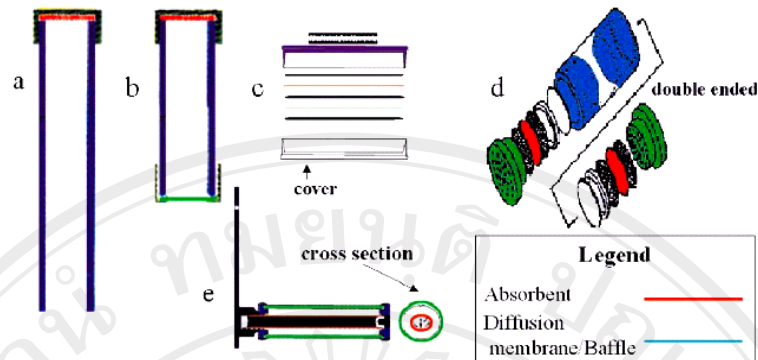 a
b
c
d
double ended
cover
cross section
e
Legend
Absorbent
Diffusion
membrane/Baffle